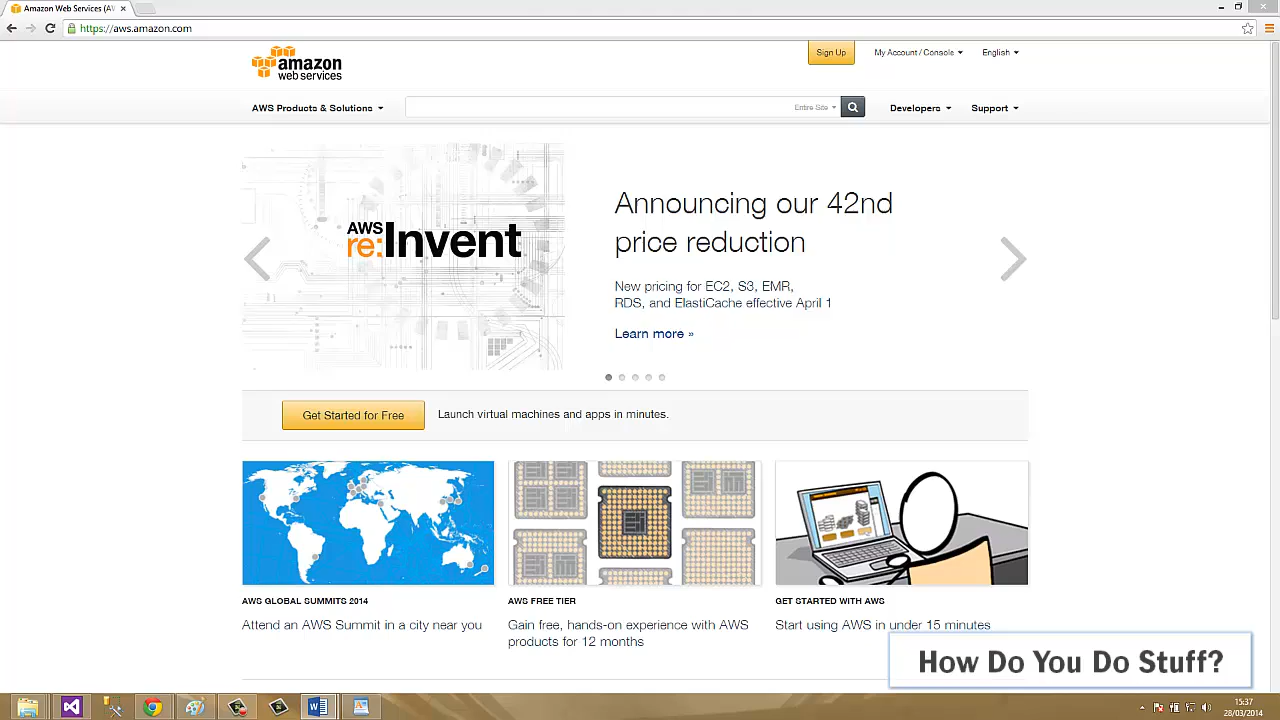 Amazon Web Services (AV
https://aws.amazon.com
amazon
web services
Sign Up
My Account / Console
English
AWS Products & Solutions
Entire Site
Developers
Support
AWS
re:Invent
Announcing our 42nd
price reduction
New pricing for EC2, S3, EMR,
RDS, and ElastiCache effective April 1
Learn more »
Get Started for Free
Launch virtual machines and apps in minutes.
AWS GLOBAL SUMMITS 2014
Attend an AWS Summit in a city near you
AWS FREE TIER
Gain free, hands-on experience with AWS
products for 12 months
GET STARTED WITH AWS
Start using AWS in under 15 minutes
How Do You Do Stuff?
15:37
28/03/2014